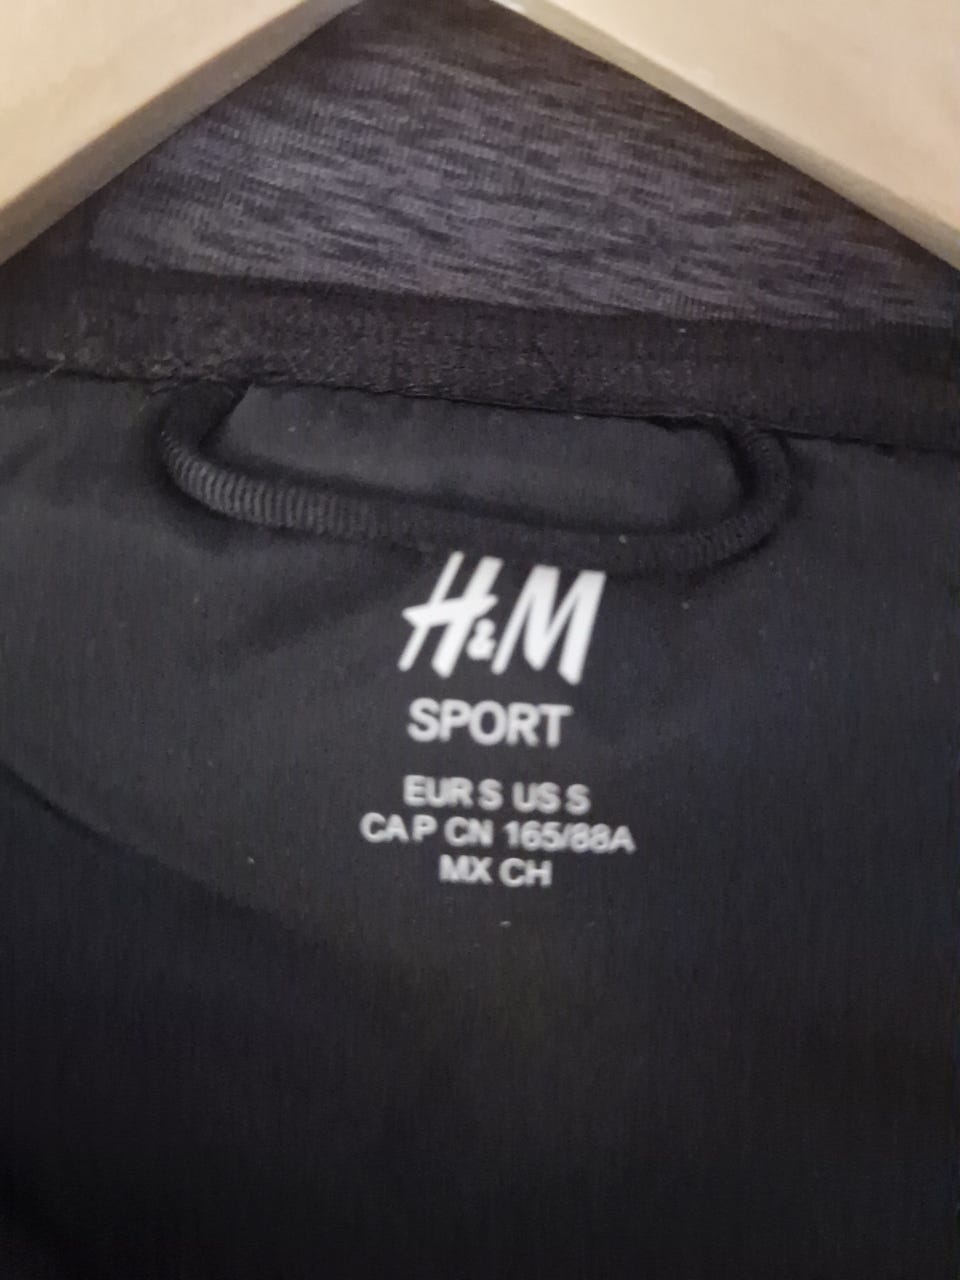 H&M
SPORT
EUR S US S
CA P CN 165/88A
MX CH